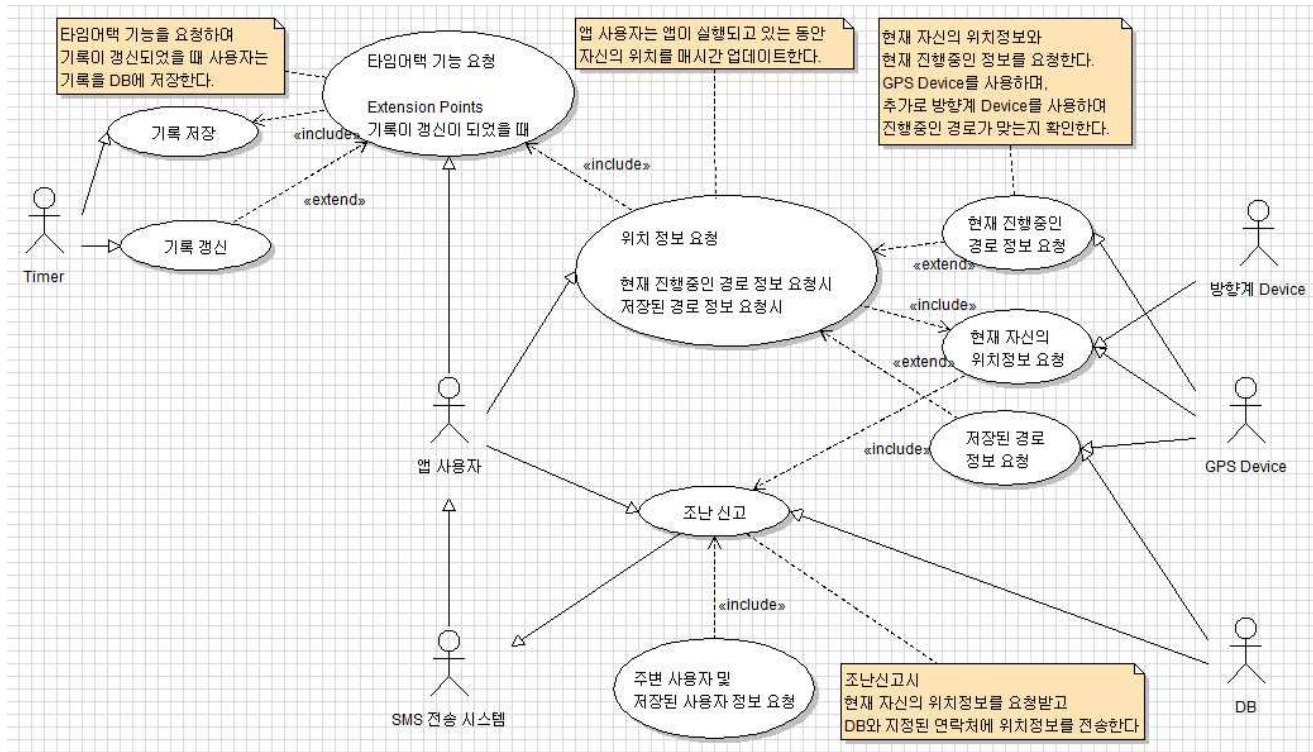 타임어택 기능을 요청하여
기록이 갱신되었을 때 사용자는
기록을 DB에 저장한다.
타임어택 기능 요청
Extension Points
기록이 갱신이 되었을 때
앱 사용자는 앱이 실행되고 있는 동안
자신의 위치를 매시간 업데이트한다.
현재 자신의 위치정보와
현재 진행중인 정보를 요청한다.
GPS Device를 사용하며,
추가로 방향계 Device를 사용하며
진행중인 경로가 맞는지 확인한다.
기록 저장
«include»
«include»
«extend»
Timer
기록 갱신
위치 정보 요청
현재 진행중인 경로 정보 요청시
저장된 경로 정보 요청시
현재 진행중인
경로 정보 요청
«extend»
방향계 Device
«include»
현재 자신의
위치정보 요청
«extend»
앱 사용자
«include»
저장된 경로
정보 요청
GPS Device
조난 신고
«include»
SMS 전송 시스템
주변 사용자 및
저장된 사용자 정보 요청
조난신고시
현재 자신의 위치정보를 요청받고
DB와 지정된 연락처에 위치정보를 전송한다
DB